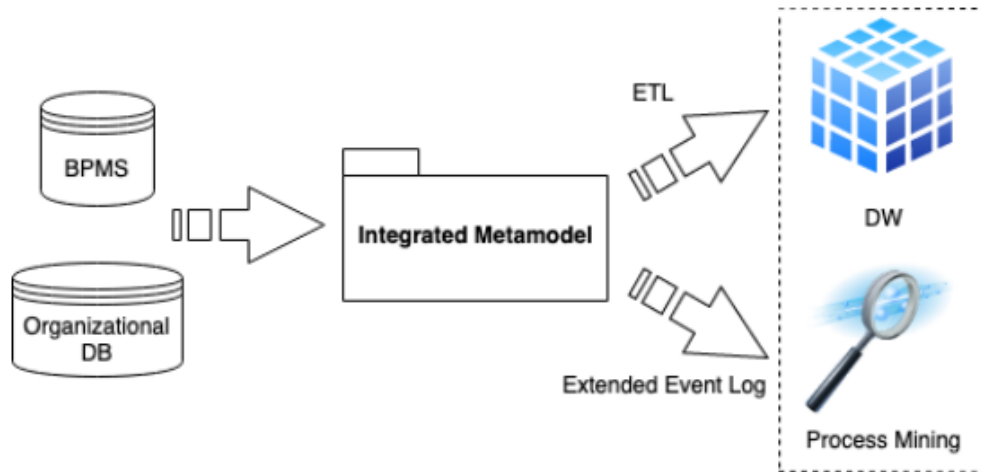 BPMS
Organizational
DB
Integrated Metamodel
ETL
Extended Event Log
DW
Process Mining